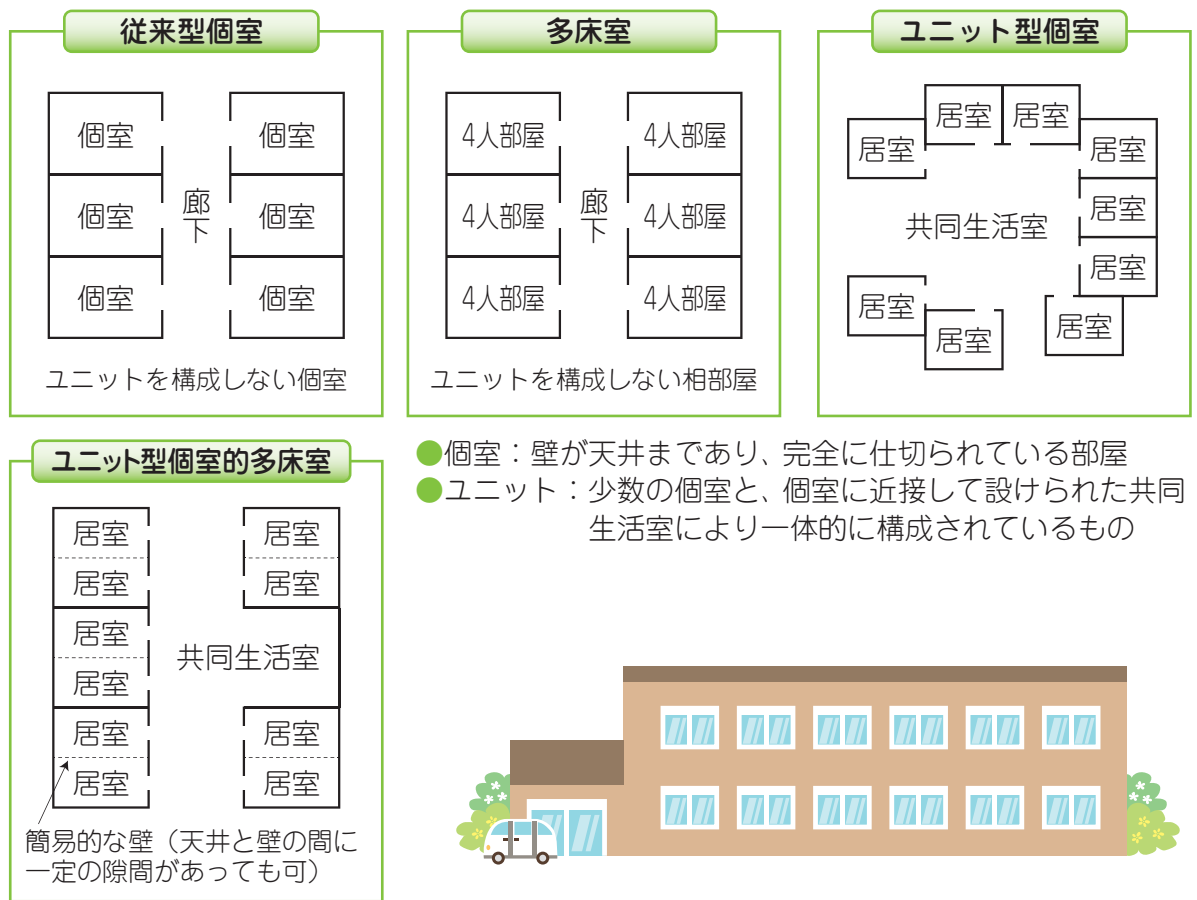 従来型個室
個室
個室
個室
廊下
個室
個室
個室
ユニットを構成しない個室
多床室
4人部屋
4人部屋
4人部屋
廊下
4人部屋
4人部屋
4人部屋
ユニットを構成しない相部屋
ユニット型個室
居室
居室
居室
居室
居室
居室
共同生活室
居室
居室
居室
ユニット型個室的多床室
居室
居室
居室
居室
居室
居室
共同生活室
居室
居室
居室
居室
簡易的な壁（天井と壁の間に
一定の隙間があっても可）
●個室：壁が天井まであり、完全に仕切られている部屋
●ユニット：少数の個室と、個室に近接して設けられた共同
生活室により一体的に構成されているもの